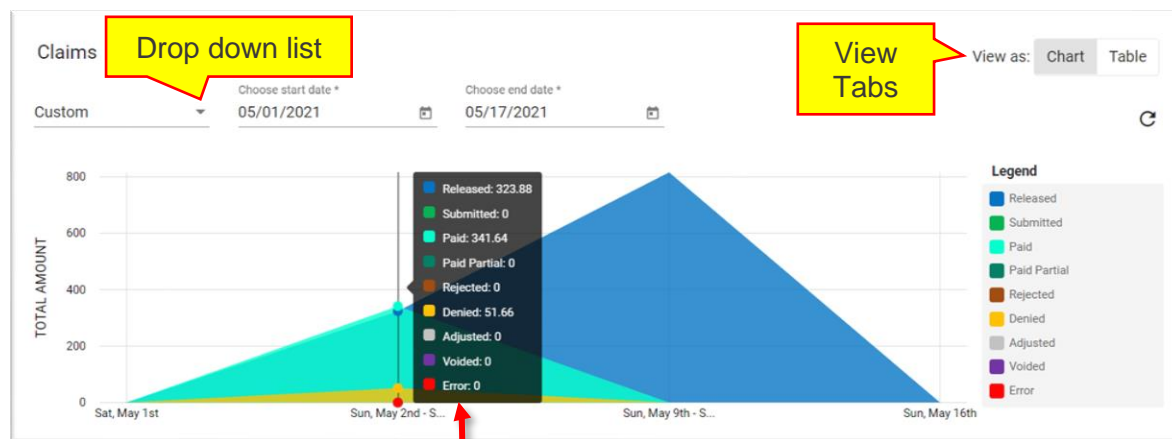 Claims
Drop down list
View
Tabs
View as: Chart Table
Custom
Choose start date *
05/01/2021
Choose end date *
05/17/2021
TOTAL AMOUNT
800
600
400
200
0
Released: 323.88
Submitted: 0
Paid: 341.64
Paid Partial: 0
Rejected: 0
Denied: 51.66
Adjusted: 0
Voided: 0
Error: 0
Sat, May 1st
Sun, May 2nd - S...
Sun, May 9th - S...
Sun, May 16th
Legend
Released
Submitted
Paid
Paid Partial
Rejected
Denied
Adjusted
Voided
Error